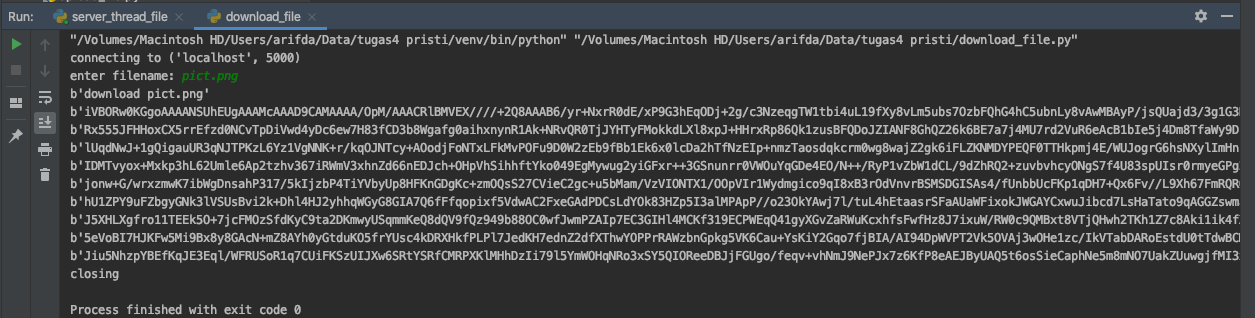 Run:
server_thread_file
download_file
"/Volumes/Macintosh HD/Users/arifda/Data/tugas4 pristi/venv/bin/python" "/Volumes/Macintosh HD/Users/arifda/Data/tugas4 pristi/download_file.py"
connecting to ('localhost', 5000)
enter filename: pict.png
b'download pict.png'
b'iVBORw0KGgoAAAANSUhEUgAAAMcAAAD9CAMAAAA/OpM/AAACRlBMVEX////+2Q8AAAB6/yr+NxrR0dE/xP9G3hEqODj+2g/c3NzeqgTW1tbi4uL19fXy8vLm5ubs7OzbFQhG4hC5ubnLy8vAwMBAyP/jsQUajd3/3g1G3
b'Rx555JFHHoxCX5rrEfzd0NCvTpDiVwd4yDc6ew7H83fCD3b8Wgafg0aihxnynR1Ak+NRvQR0TjJYHTyFMokkdLXl8xpJ+HHrxRp86Qk1zusBFQDoJZIANF8GhQZ26k6BE7a7j4MU7rd2VuR6eAcB1bIe5j4Dm8TfaWy9D
b'lUqdNwJ+1gQigauUR3qNJTPKzL6Yz1VgNNK+r/kqOJNTcy+AOodjFoNTxLFkMvPOFu9D0W2zEb9fBb1Ek6x0lcDa2hTfNzEIp+nmzTaosdqkcrm0wg8wajZ2gk6iFLZKNMDYPEQF0TTHkpmj4E/WUJogrG6hsNXylImHn
b'IDMTvyox+Mxkp3hL62Umle6Ap2tzhv367iRWmV3xhnZd66nEDJch+OHpVhSihhftYko049EgMywug2yiGFxr++3GSnunrr0VWOuYqGDe4EO/N++/RyP1vZbW1dCL/9dZhRQ2+zuvbvhcyONgS7f4U83spUIsr0rmyeGPg
b'jonw+G/wrxzmwK7ibWgDnsahP317/5kIjzbP4TiYVbyUp8HFKnGDgKc+zmOQsS27CVieC2gc+u5bMam/VzVIONTX1/OOpVIr1Wydmgico9qI8xB3rOdVnvrBSMSDGISAs4/fUnbbUcFKp1qDH7+Qx6Fv//L9Xh67FmRQR
b'hU1ZPY9uFZbgyGNk3lVSUsBvi2k+Dhl4HJ2yhhqWGyG8GIA7Q6fFfqopixf5VdwAC2FxeGAdPDCsLdYOk83HZp5I3alMPApP//o23OkYAwj7l/tuL4hEtaasrSFaAUaWFixokJWGAYCxwuJibcd7LsHaTato9qAGGZswm
b'J5XHLXgfro11TEEk5O+7jcFMOzSfdKyC9ta2DKmwyUSqmmKeQ8dQV9fQz949b88OC0wfJwmPZAIp7EC3GIHl4MCKf319ECPWEqQ41gyXGvZaRWuKcxhfsFwfHz8J7ixuW/RW0c9QMBxt8VTjQHwh2TKh1Z7c8Aki1ik4f
b'5eVoBI7HJKFw5Mi9Bx8y8GAcN+mZ8AYh0yGtduKO5frYUsc4kDRXHkfPLPl7JedKH7ednZ2dfXThwYOPPrRAWzbnGpkg5VK6Cau+YsKiY2Gqo7fjBIA/AI94DpWVPT2Vk5OVAj3wOHe1zc/IkVTabDARoEstdU0tTdwBC
b'Jiu5NhzpYBEfKqJE3Eql/WFRUSoR1q7CUiFKSzUIJXw6SRtYSRfCMRPXKlMHhDzIi79l5YmWOHqNRo3xSY5QIOReeDBJjFGUgo/feqv+vhNmJ9NePJx7z6KfP8eAEJByUAQ5t6osSieCaphNe5m8mNO7UakZUuwgjfMI3
closing
Process finished with exit code 0